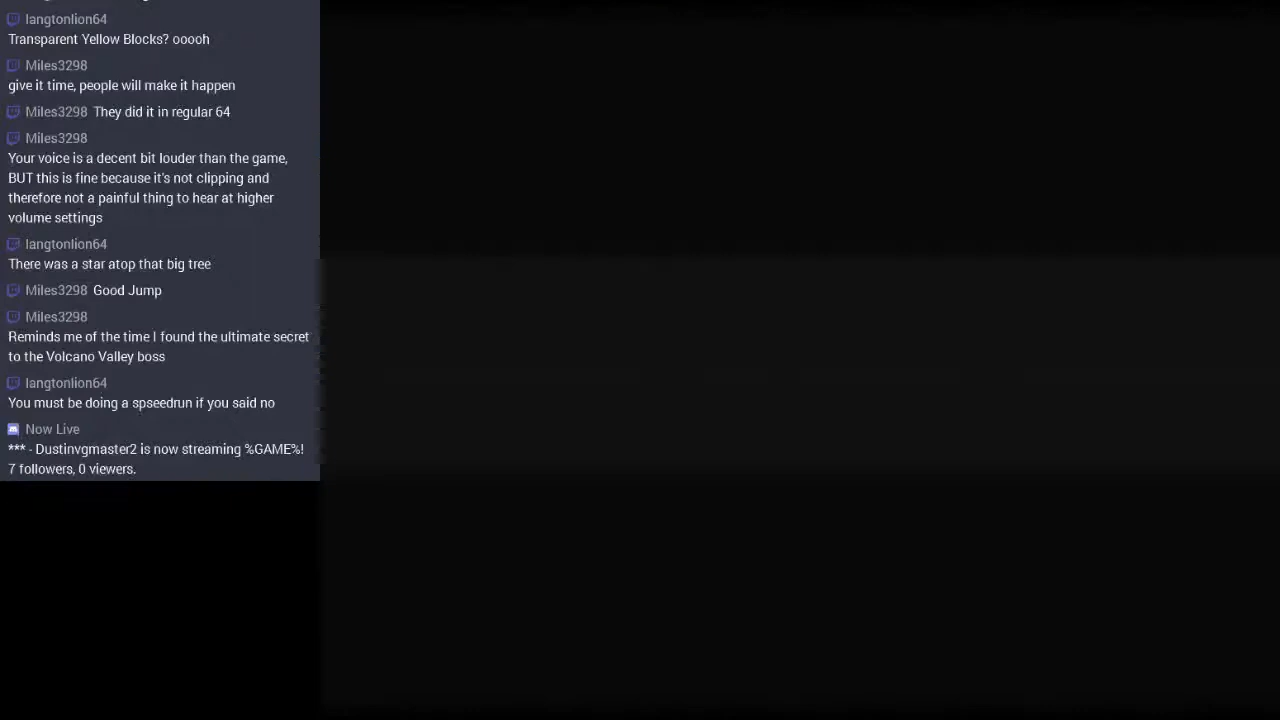 langtonlion64
Transparent Yellow Blocks? ooooh
Miles3298
give it time, people will make it happen
Miles3298 They did it in regular 64
Miles3298
Your voice is a decent bit louder than the game,
BUT this is fine because it's not clipping and
therefore not a painful thing to hear at higher
volume settings
langtonlion64
There was a star atop that big tree
Miles3298 Good Jump
Miles3298
Reminds me of the time I found the ultimate secret
to the Volcano Valley boss
langtonlion64
You must be doing a spseedrun if you said no
Now Live
*** - Dustinvgmaster2 is now streaming %GAME%!
7 followers, 0 viewers.